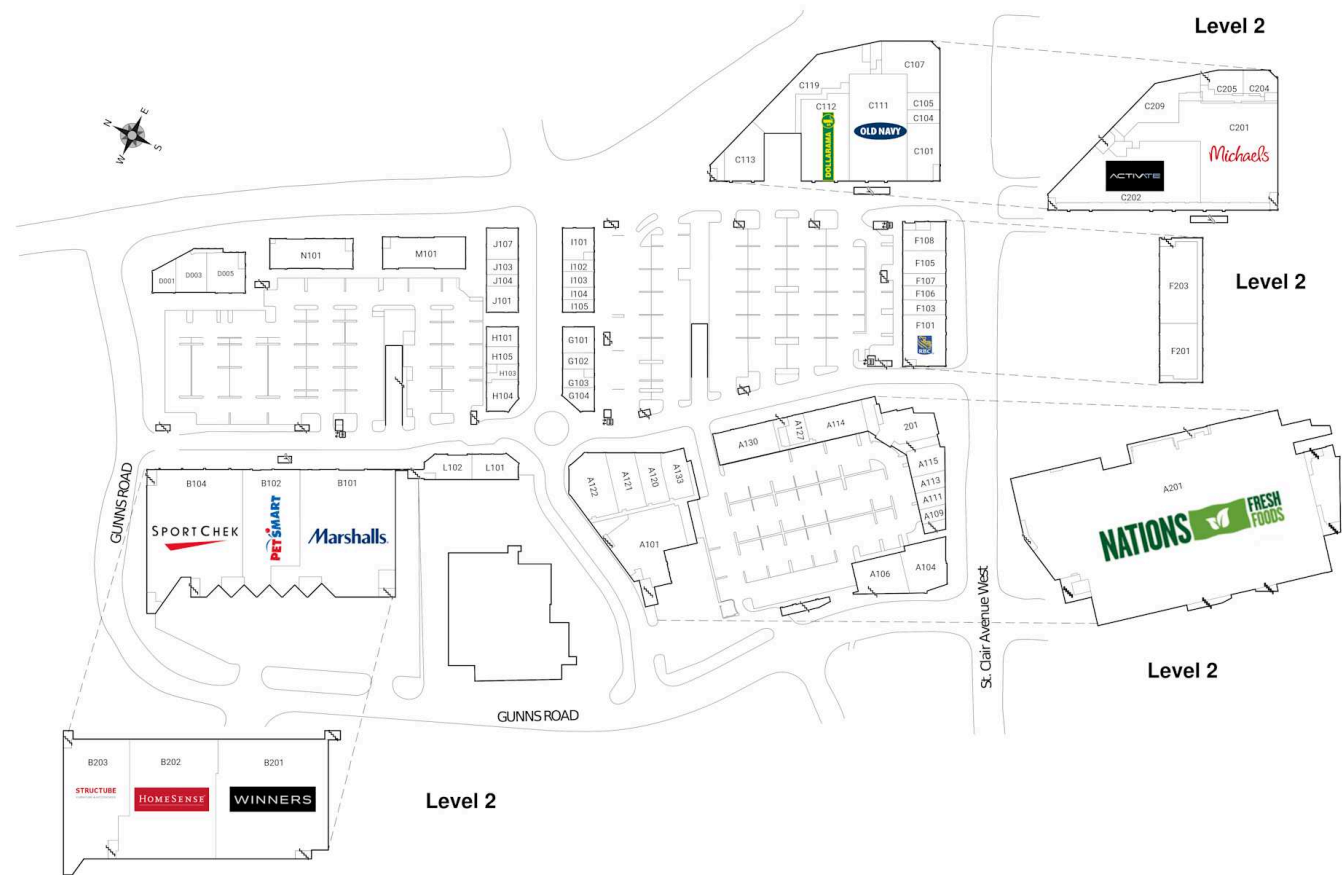 Level 2
C107
C119
C205
C204
C112
C111
C105
C209
C104
C201
OLD NAVY
DOLLARAMA
C101
Michaels
C113
ACTIVATE
C202
N
E
W
S
J107
I101
F108
N101
M101
D001
D003
D005
J103
I102
F105
J104
I103
F107
I104
F106
J101
I105
F103
F203
Level 2
H101
G101
F101
RBC
H105
G102
F201
H103
G103
H104
G104
A130
A127
A114
201
A115
A113
A111
A109
L102
L101
A122
A121
A120
A133
A101
A106
A104
B104
B102
B101
SPORTCHEK
PETSMART
Marshalls
GUNNS ROAD
A201
NATIONS
FRESH
FOODS
St. Clair Avenue West
Level 2
GUNNS ROAD
B203
B202
B201
STRUCTUBE
HOMESENSE
WINNERS
Level 2